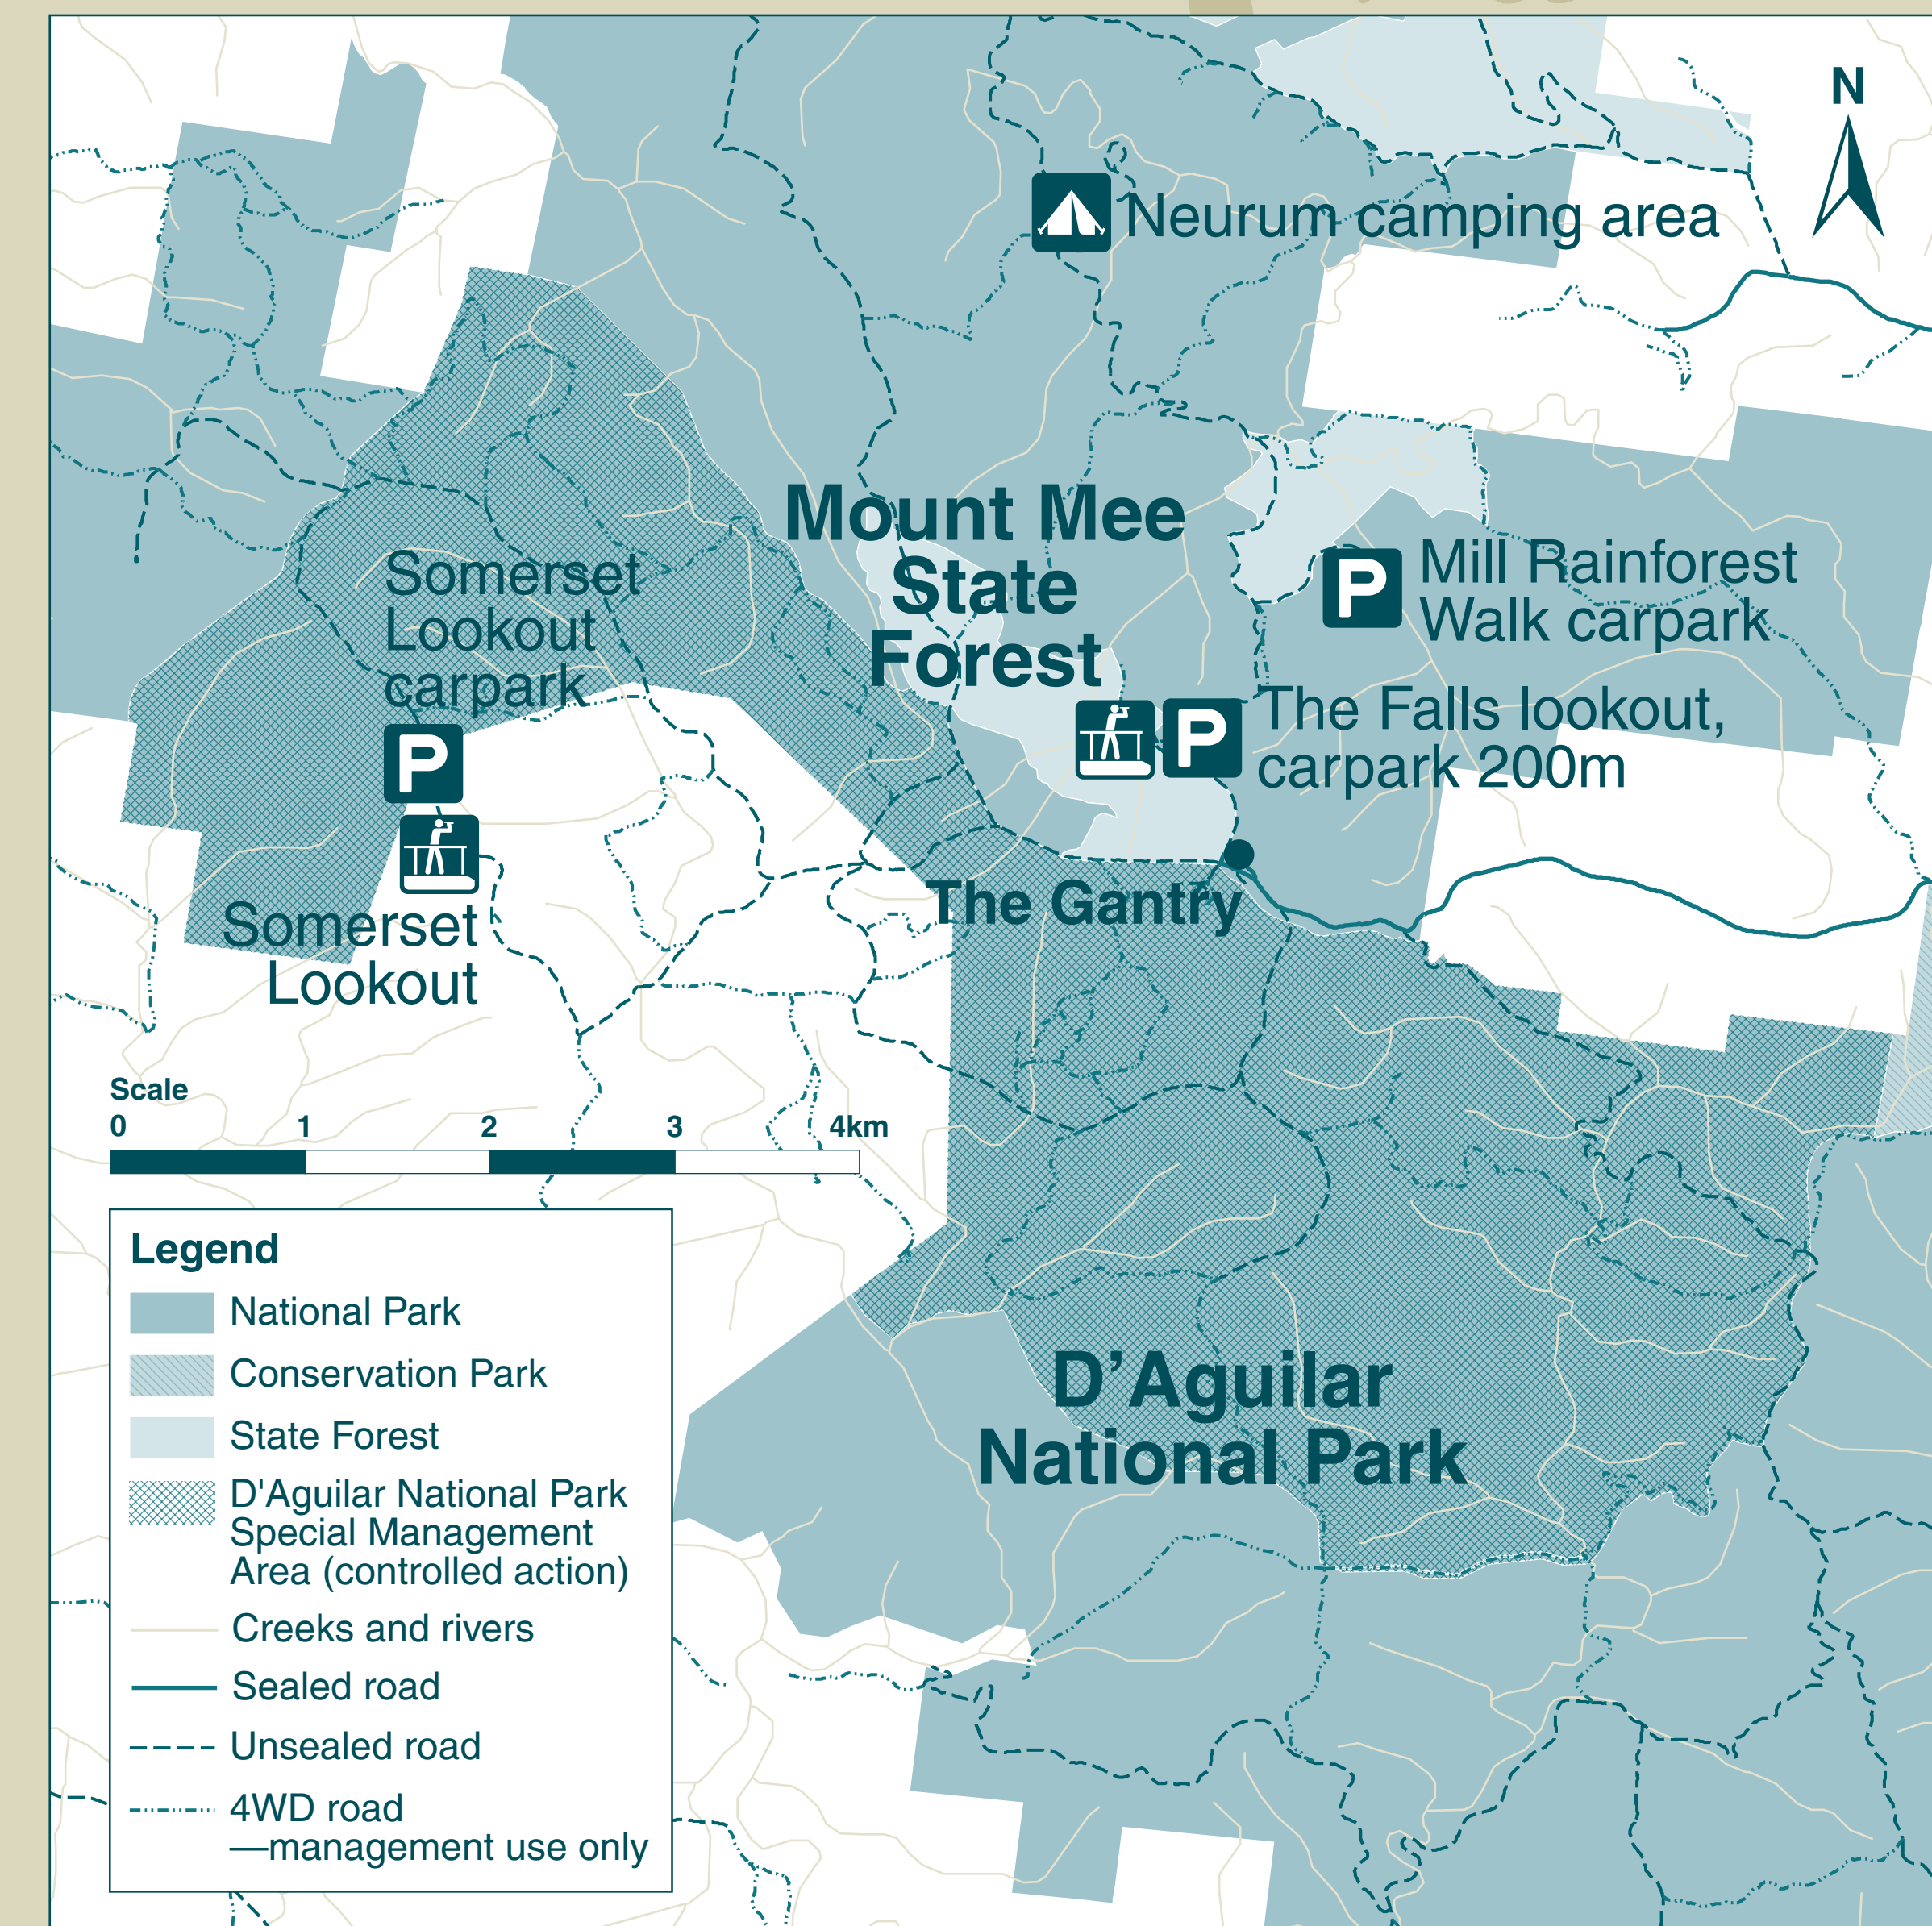 N
Neurum camping area
Mount Mee
State
Forest
Somerset
Lookout
carpark
P
Mill Rainforest
Walk carpark
P
P
The Falls lookout,
carpark 200m
The Gantry
Somerset
Lookout
Scale
0 1 2 3 4km
Legend
National Park
Conservation Park
State Forest
D'Aguilar National Park
Special Management
Area (controlled action)
Creeks and rivers
Sealed road
Unsealed road
4WD road
—management use only
D’Aguilar
National Park